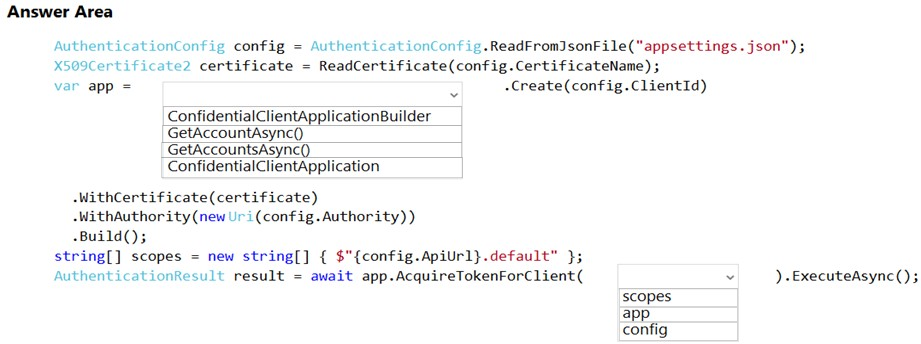 Answer Area
AuthenticationConfig config = AuthenticationConfig.ReadFromJsonFile("appsettings.json");
X509Certificate2 certificate = ReadCertificate(config.CertificateName);
var app = .Create(config.ClientId)
ConfidentialClientApplicationBuilder
GetAccountAsync()
GetAccountsAsync()
ConfidentialClientApplication
.WithCertificate(certificate)
.WithAuthority(new Uri(config.Authority))
.Build();
string[] scopes = new string[] { $"{config.ApiUrl}.default" };
AuthenticationResult result = await app.AcquireTokenForClient( ).ExecuteAsync();
scopes
app
config